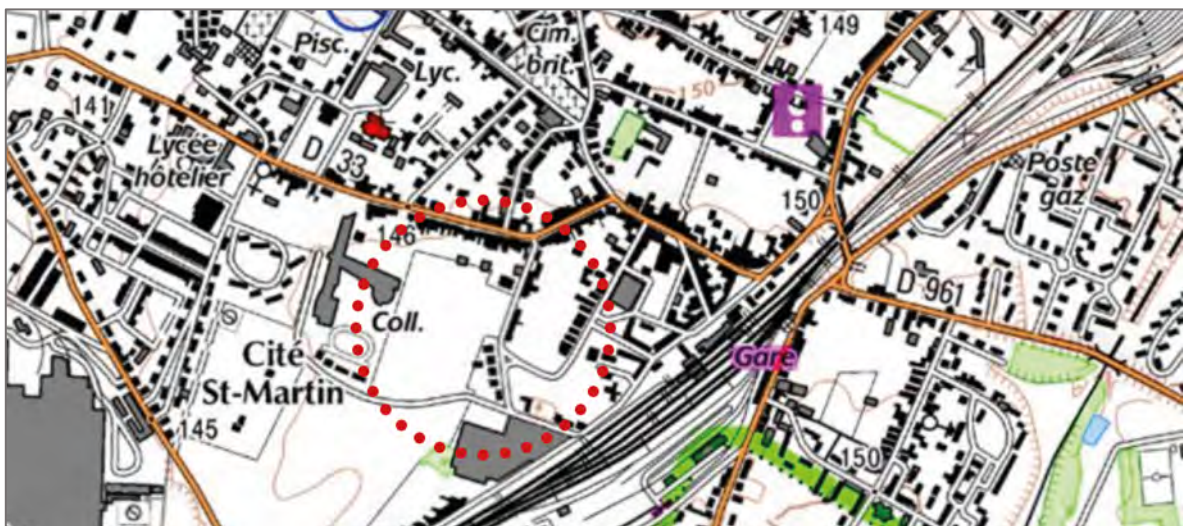 Pisc.
Cim.
brit.
149
Lyc.
150
141
D 33
Lycée
hôtelier
Poste
gaz
150
146
D 961
Coll.
Gare
Cité
St-Martin
145
150